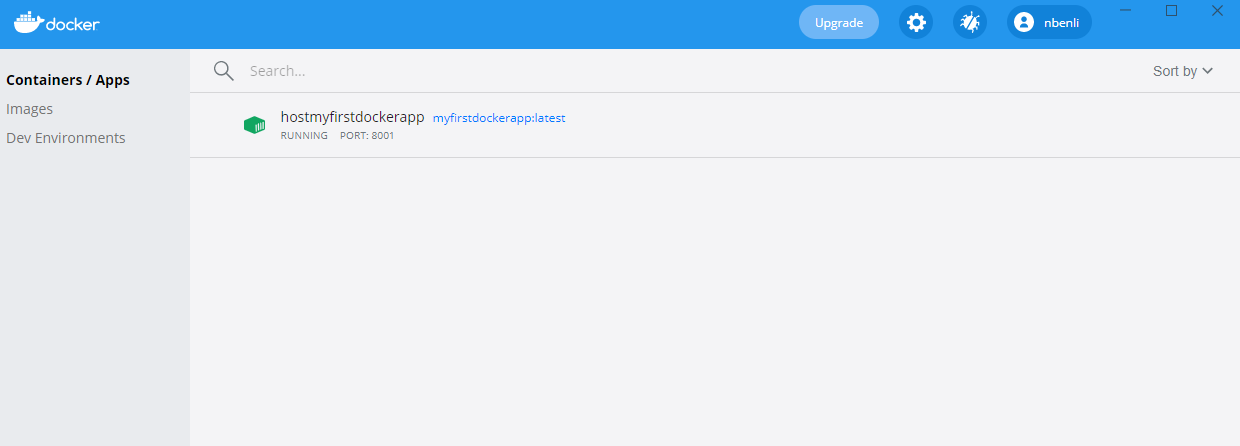 docker
Upgrade
nbenli
Containers / Apps
Images
Dev Environments
Search...
Sort by
hostmyfirstdockerapp myfirstdockerapp:latest
RUNNING PORT: 8001